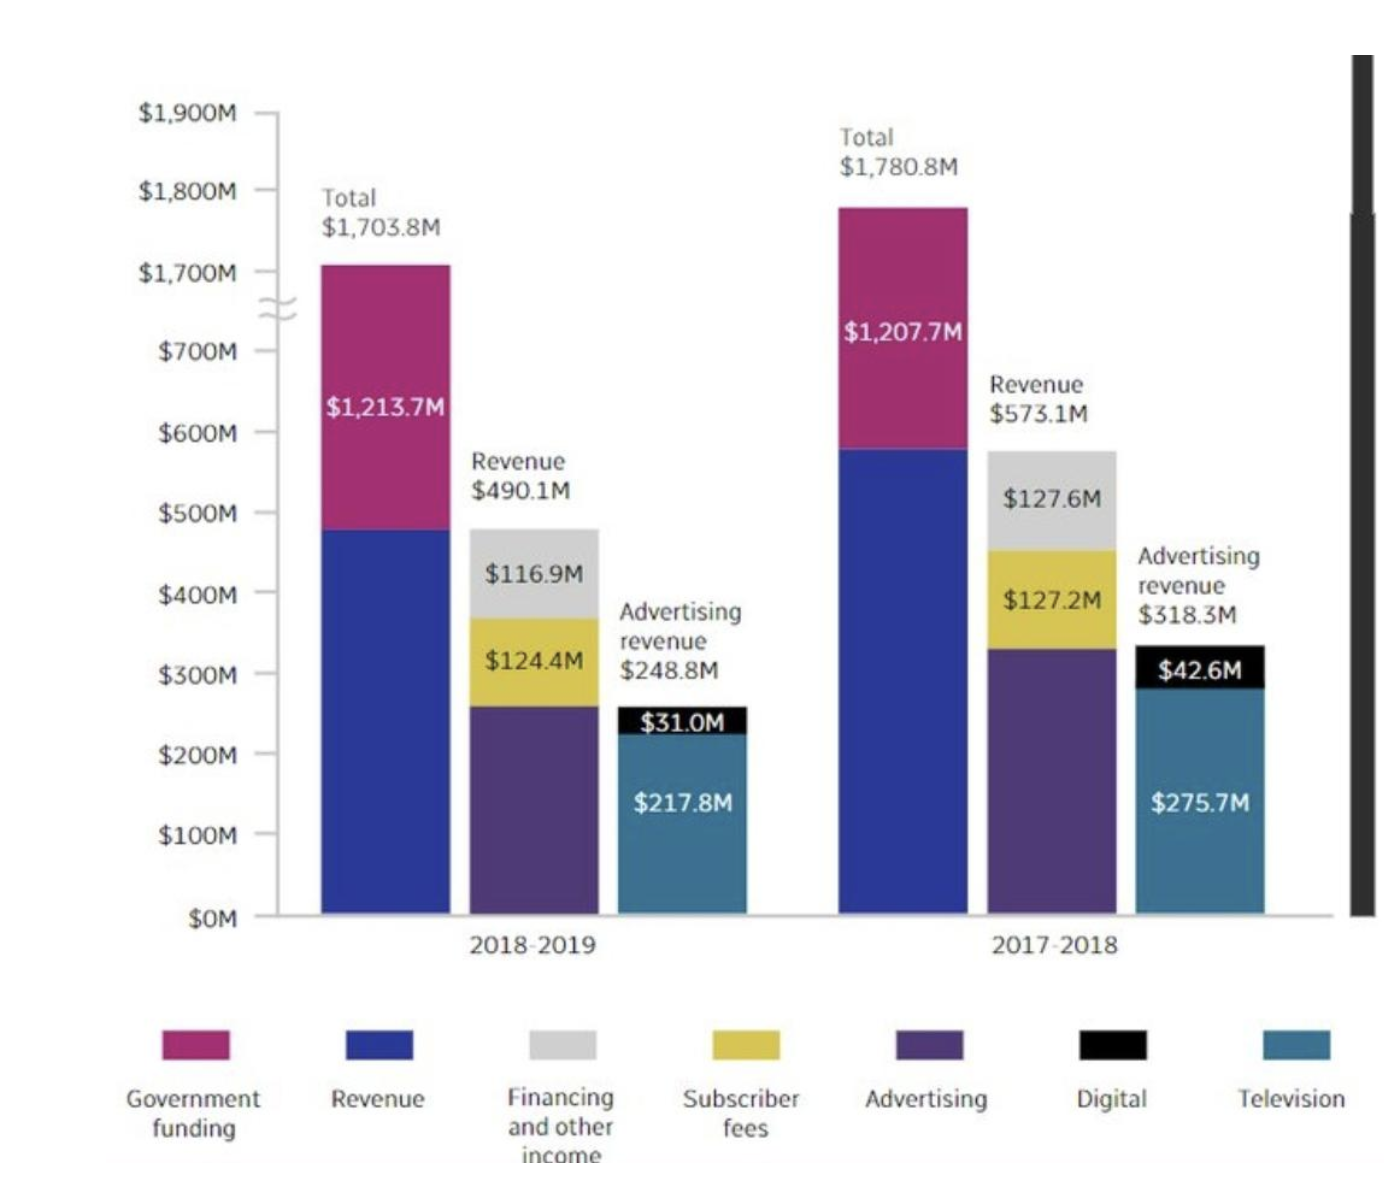 $1,900M
$1,800M
$1,700M
$700M
$600M
$500M
$400M
$300M
$200M
$100M
$0M
Total
$1,703.8M
$1,213.7M
Revenue
$490.1M
$116.9M
$124.4M
Advertising
revenue
$248.8M
$31.0M
$217.8M
2018-2019
Total
$1,780.8M
$1,207.7M
Revenue
$573.1M
$127.6M
$127.2M
Advertising
revenue
$318.3M
$42.6M
$275.7M
2017-2018
Government
funding
Revenue
Financing
and other
income
Subscriber
fees
Advertising
Digital
Television